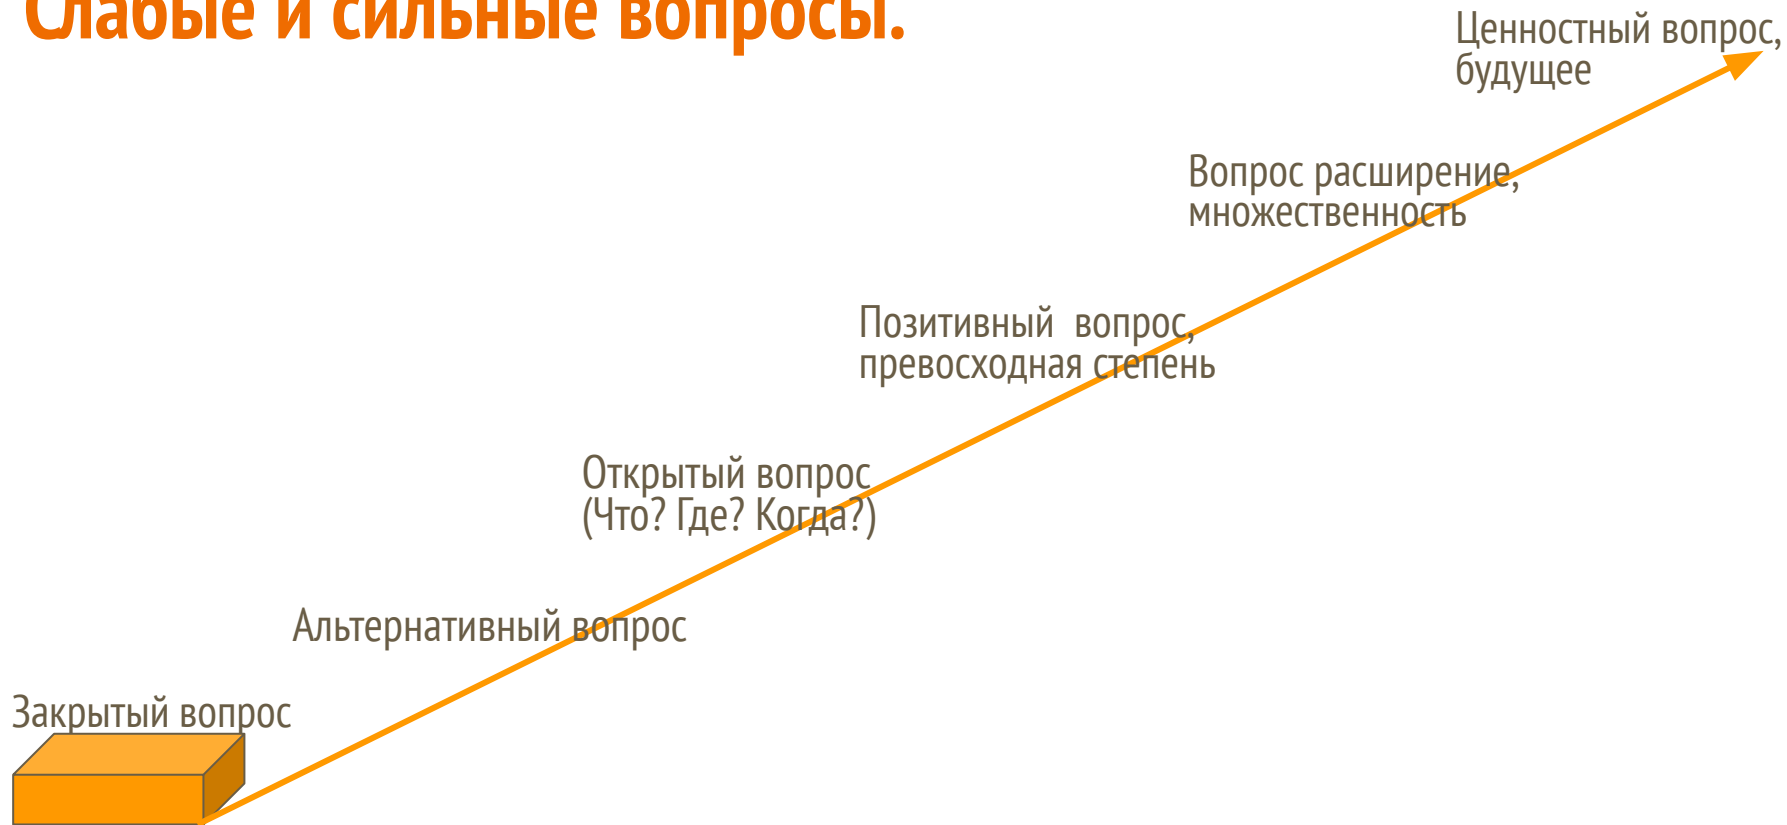 Слабые и сильные вопросы.
Ценностный вопрос,
будущее
Вопрос расширение,
множественность
Позитивный вопрос,
превосходная степень
Открытый вопрос
(Что? Где? Когда?)
Альтернативный вопрос
Закрытый вопрос